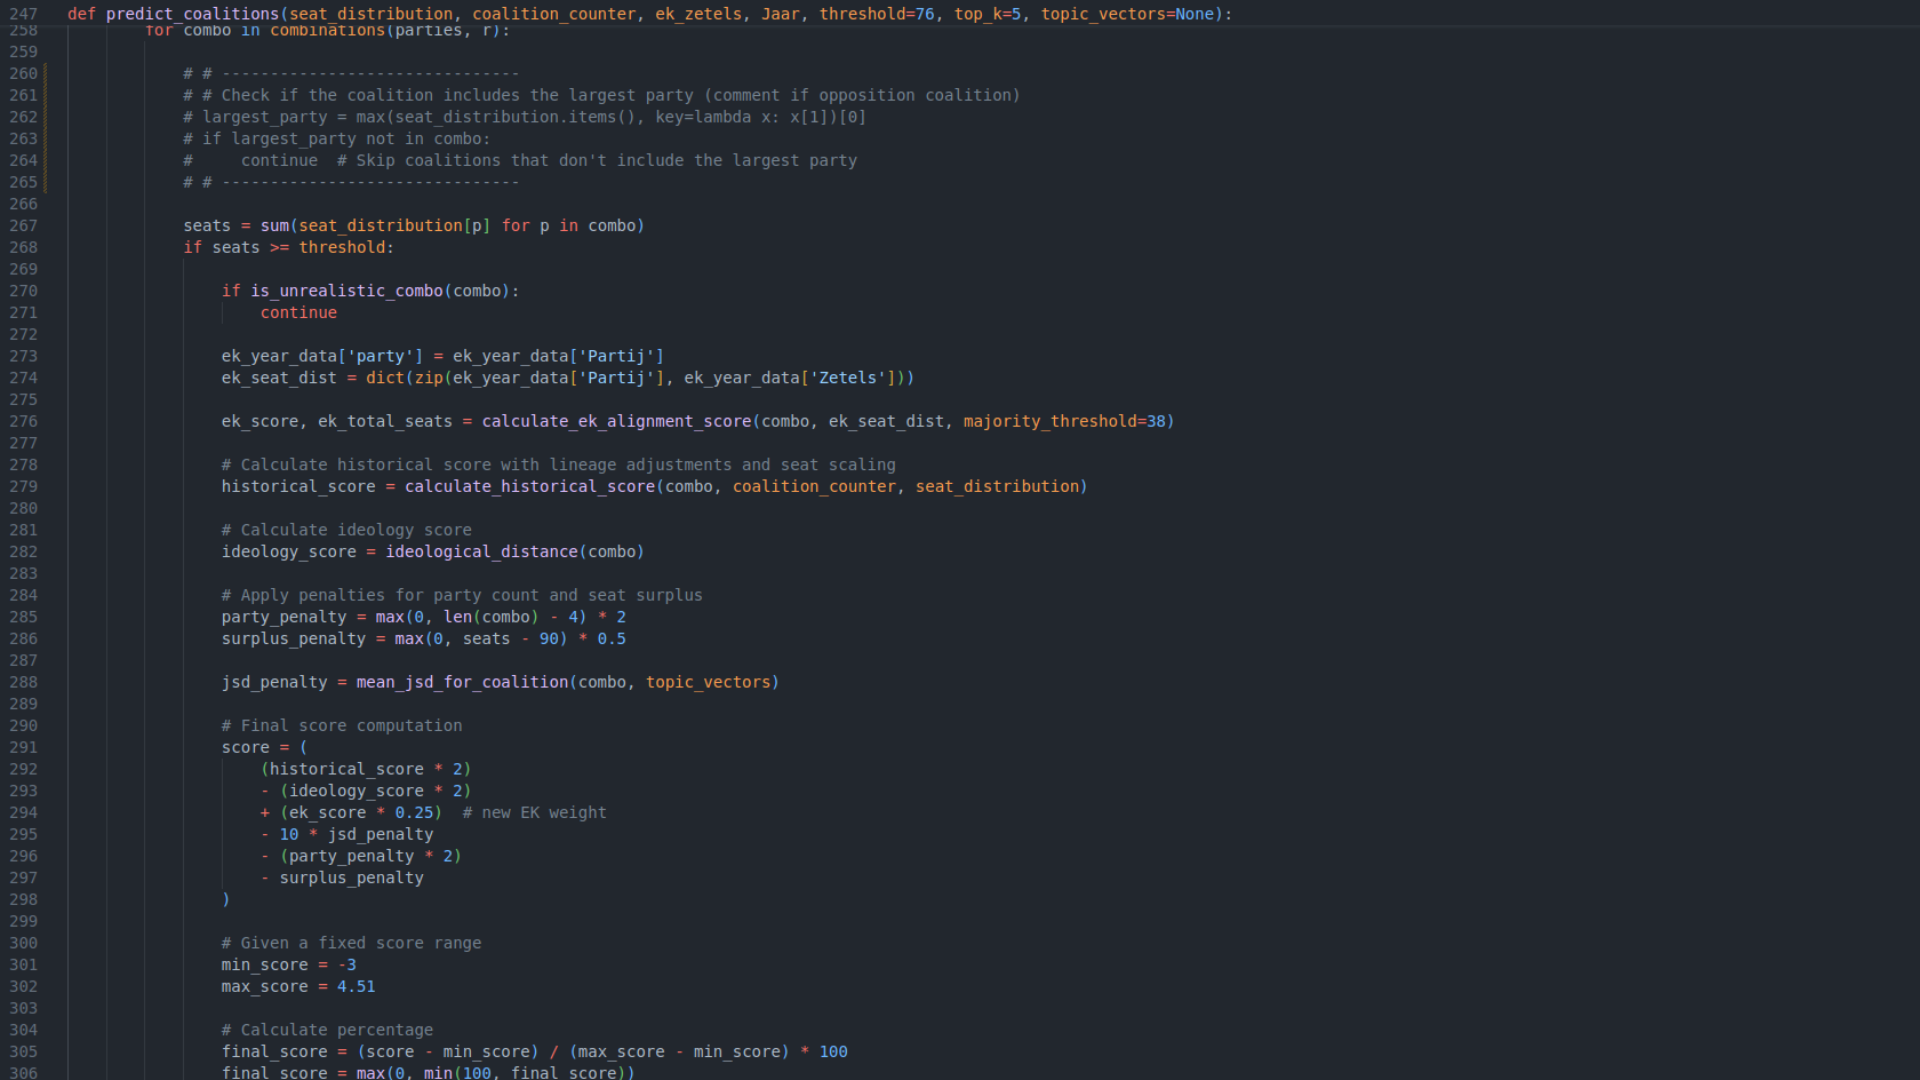 247 def predict_coalitions(seat_distribution, coalition_counter, ek_zetels, Jaar, threshold=76, top_k=5, topic_vectors=None):
258 for combo in combinations(parties, r):
259
260 # # -------------------------------
261 # # Check if the coalition includes the largest party (comment if opposition coalition)
262 # largest_party = max(seat_distribution.items(), key=lambda x: x[1])[0]
263 # if largest_party not in combo:
264 #     continue  # Skip coalitions that don't include the largest party
265 # # -------------------------------
266
267 seats = sum(seat_distribution[p] for p in combo)
268 if seats >= threshold:
269
270 if is_unrealistic_combo(combo):
271 continue
272
273 ek_year_data['party'] = ek_year_data['Partij']
274 ek_seat_dist = dict(zip(ek_year_data['Partij'], ek_year_data['Zetels']))
275
276 ek_score, ek_total_seats = calculate_ek_alignment_score(combo, ek_seat_dist, majority_threshold=38)
277
278 # Calculate historical score with lineage adjustments and seat scaling
279 historical_score = calculate_historical_score(combo, coalition_counter, seat_distribution)
280
281 # Calculate ideology score
282 ideology_score = ideological_distance(combo)
283
284 # Apply penalties for party count and seat surplus
285 party_penalty = max(0, len(combo) - 4) * 2
286 surplus_penalty = max(0, seats - 90) * 0.5
287
288 jsd_penalty = mean_jsd_for_coalition(combo, topic_vectors)
289
290 # Final score computation
291 score = (
292 (historical_score * 2)
293 - (ideology_score * 2)
294 + (ek_score * 0.25)  # new EK weight
295 - 10 * jsd_penalty
296 - (party_penalty * 2)
297 - surplus_penalty
298 )
299
300 # Given a fixed score range
301 min_score = -3
302 max_score = 4.51
303
304 # Calculate percentage
305 final_score = (score - min_score) / (max_score - min_score) * 100
306 final_score = max(0, min(100, final_score))